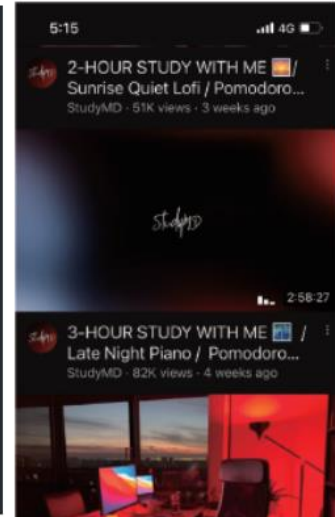 5:15 4G
2-HOUR STUDY WITH ME 🌅/
Sunrise Quiet Lofi / Pomodoro...
StudyMD · 51K views · 3 weeks ago
StudyMD
2:58:27
StudyMD
3-HOUR STUDY WITH ME 🌃 /
Late Night Piano / Pomodoro...
StudyMD · 82K views · 4 weeks ago